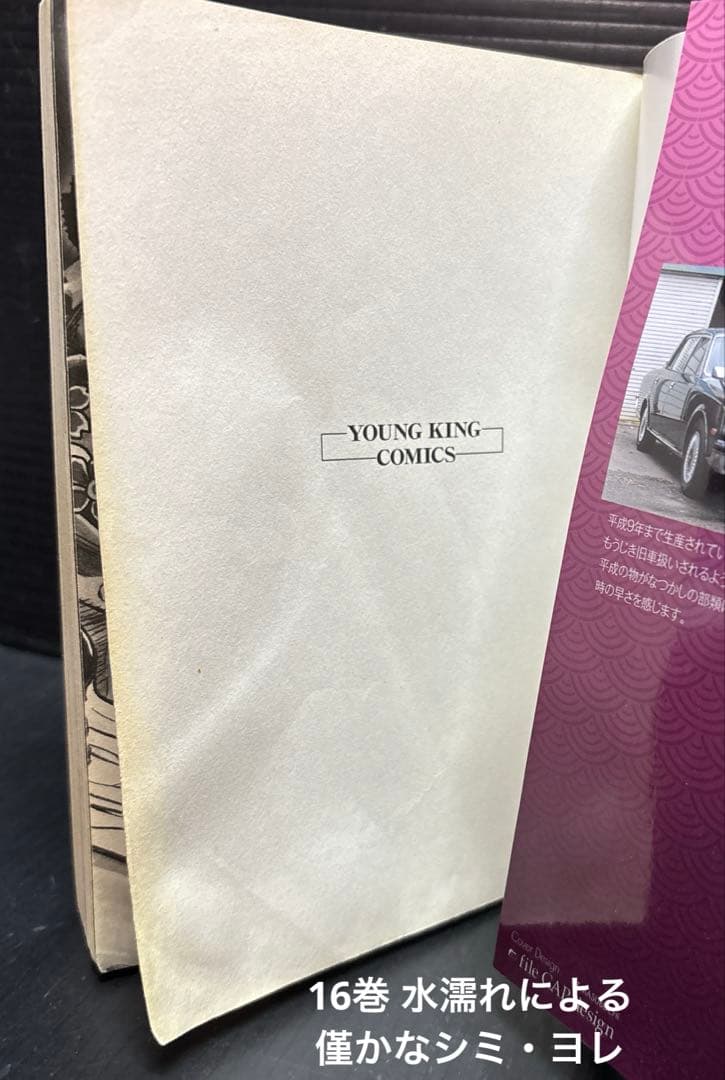 YOUNG KING
COMICS
平成9年まで生産されてい
もうじき旧車扱いされるよ
平成の物がなつかしの部類
時の早さを感じます。
Cover Design
file
16巻 水濡れによる
僅かなシミ・ヨレ